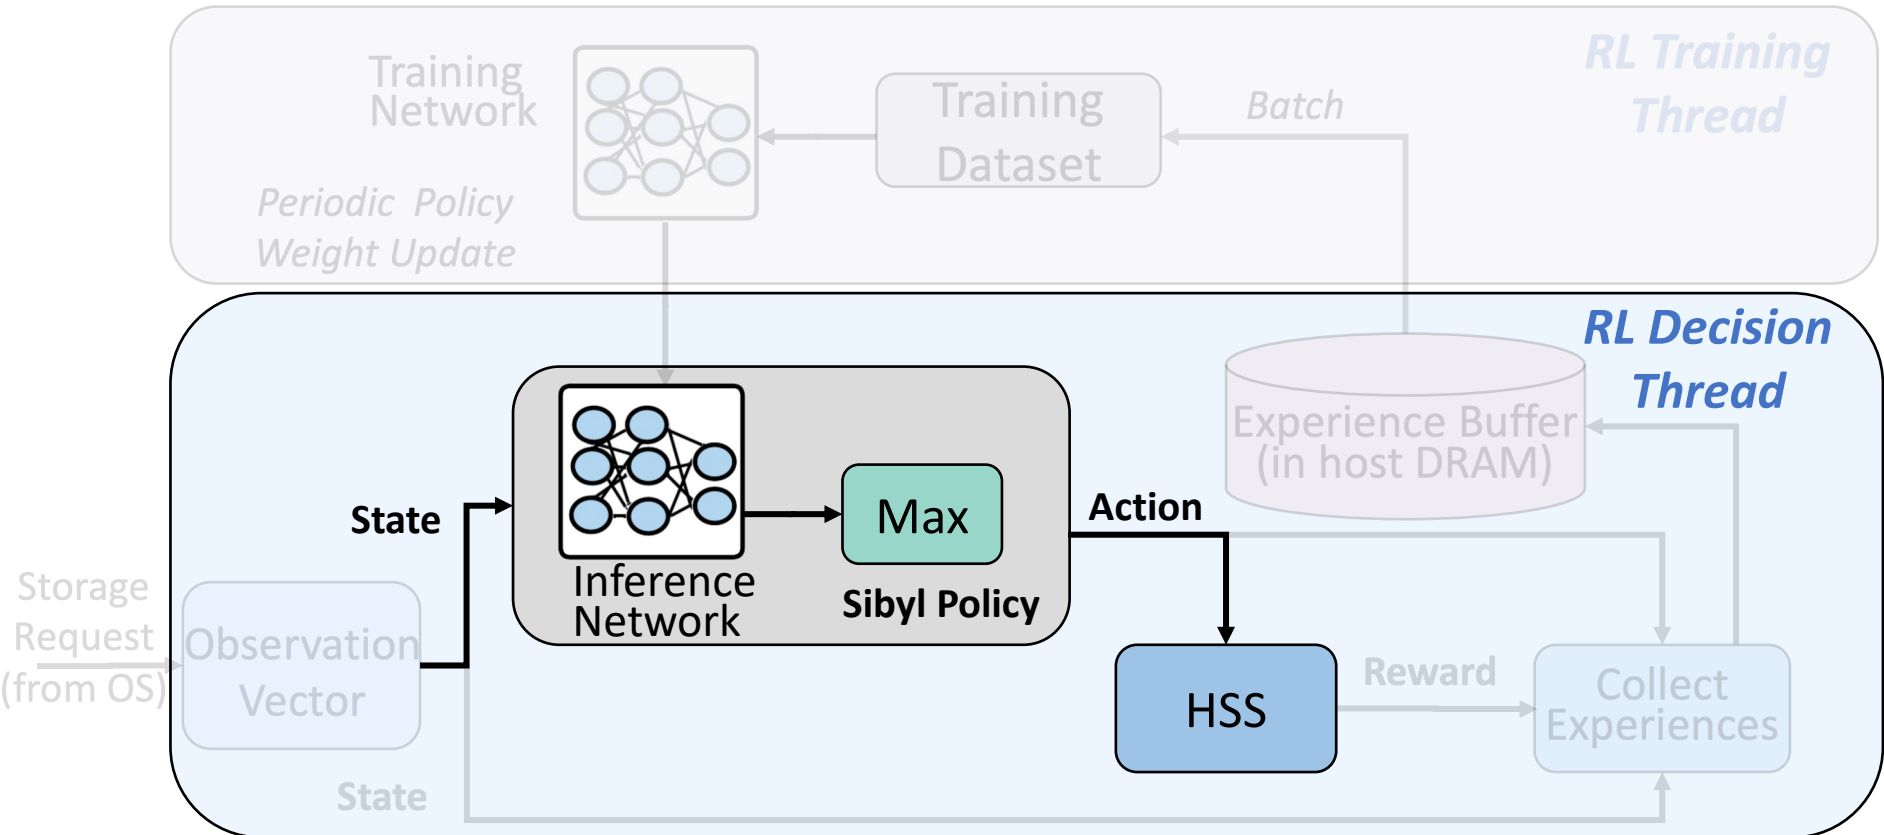 RL Training
Thread
Training
Network
Training
Dataset
Batch
Periodic Policy
Weight Update
RL Decision
Thread
Experience Buffer
(in host DRAM)
State
Inference
Network
Max
Sibyl Policy
Action
Storage
Request
(from OS)
Observation
Vector
HSS
Reward
Collect
Experiences
State